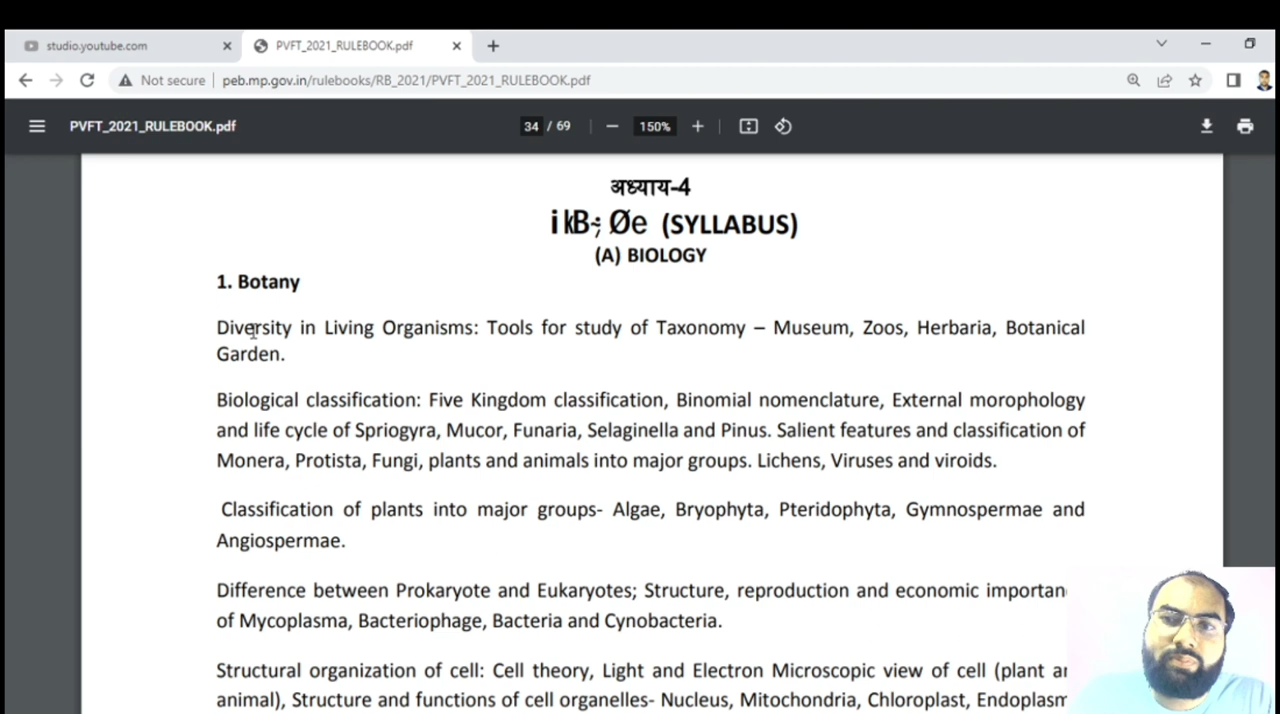 studio.youtube.com
PVFT_2021_RULEBOOK.pdf
Not secure
peb.mp.gov.in/rulebooks/RB_2021/PVFT_2021_RULEBOOK.pdf
PVFT_2021_RULEBOOK.pdf
34 / 69
150%
अध्याय-4
ikB~; Øe (SYLLABUS)
(A) BIOLOGY
1. Botany
Diversity in Living Organisms: Tools for study of Taxonomy – Museum, Zoos, Herbaria, Botanical
Garden.
Biological classification: Five Kingdom classification, Binomial nomenclature, External morophology
and life cycle of Spriogyra, Mucor, Funaria, Selaginella and Pinus. Salient features and classification of
Monera, Protista, Fungi, plants and animals into major groups. Lichens, Viruses and viroids.
Classification of plants into major groups- Algae, Bryophyta, Pteridophyta, Gymnospermae and
Angiospermae.
Difference between Prokaryote and Eukaryotes; Structure, reproduction and economic importan
of Mycoplasma, Bacteriophage, Bacteria and Cynobacteria.
Structural organization of cell: Cell theory, Light and Electron Microscopic view of cell (plant a
animal), Structure and functions of cell organelles- Nucleus, Mitochondria, Chloroplast, Endoplasm